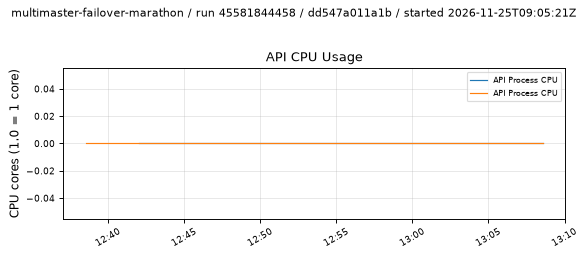 multimaster-failover-marathon / run 45581844458 / dd547a011a1b / started 2026-11-25T09:05:21Z
API CPU Usage
CPU cores (1.0 = 1 core)
API Process CPU
API Process CPU
0.04
0.02
0.00
−0.02
−0.04
12:40
12:45
12:50
12:55
13:00
13:05
13:10